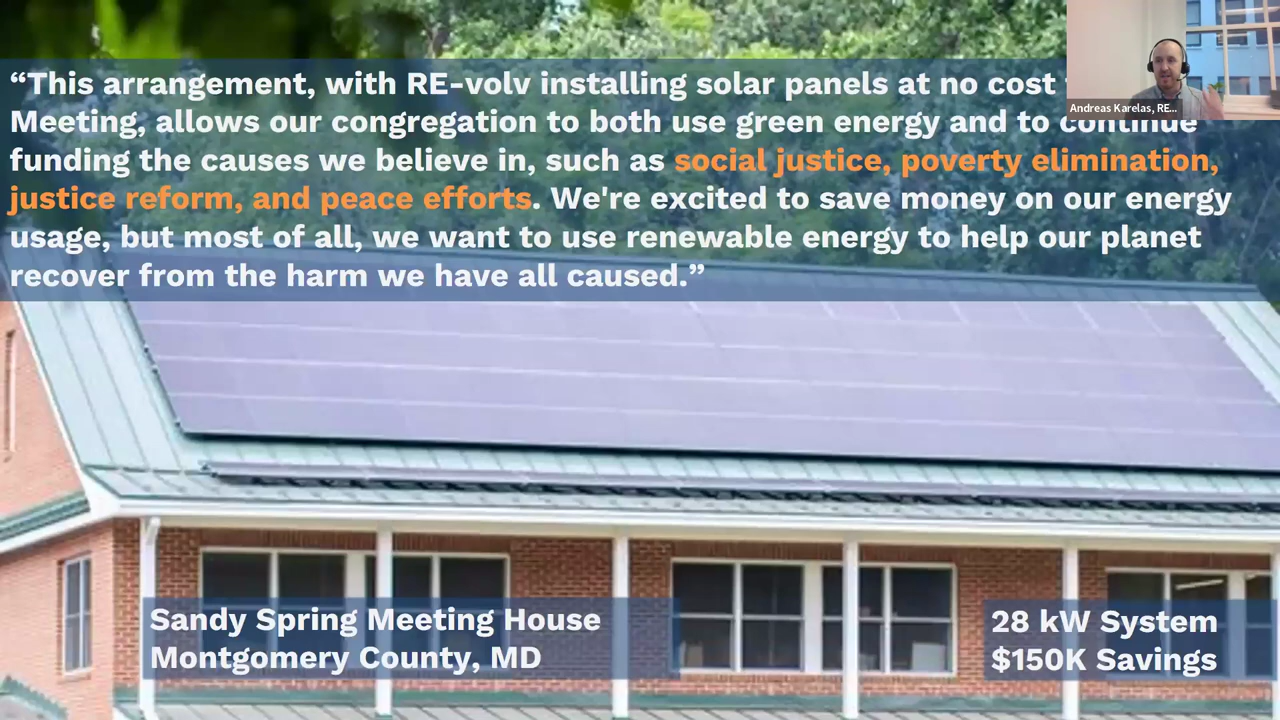 “This arrangement, with RE-volv installing solar panels at no cost
Meeting, allows our congregation to both use green energy and to continue
funding the causes we believe in, such as social justice, poverty elimination,
justice reform, and peace efforts. We're excited to save money on our energy
usage, but most of all, we want to use renewable energy to help our planet
recover from the harm we have all caused.”
Andreas Karelas, RE...
Sandy Spring Meeting House
Montgomery County, MD
28 kW System
$150K Savings